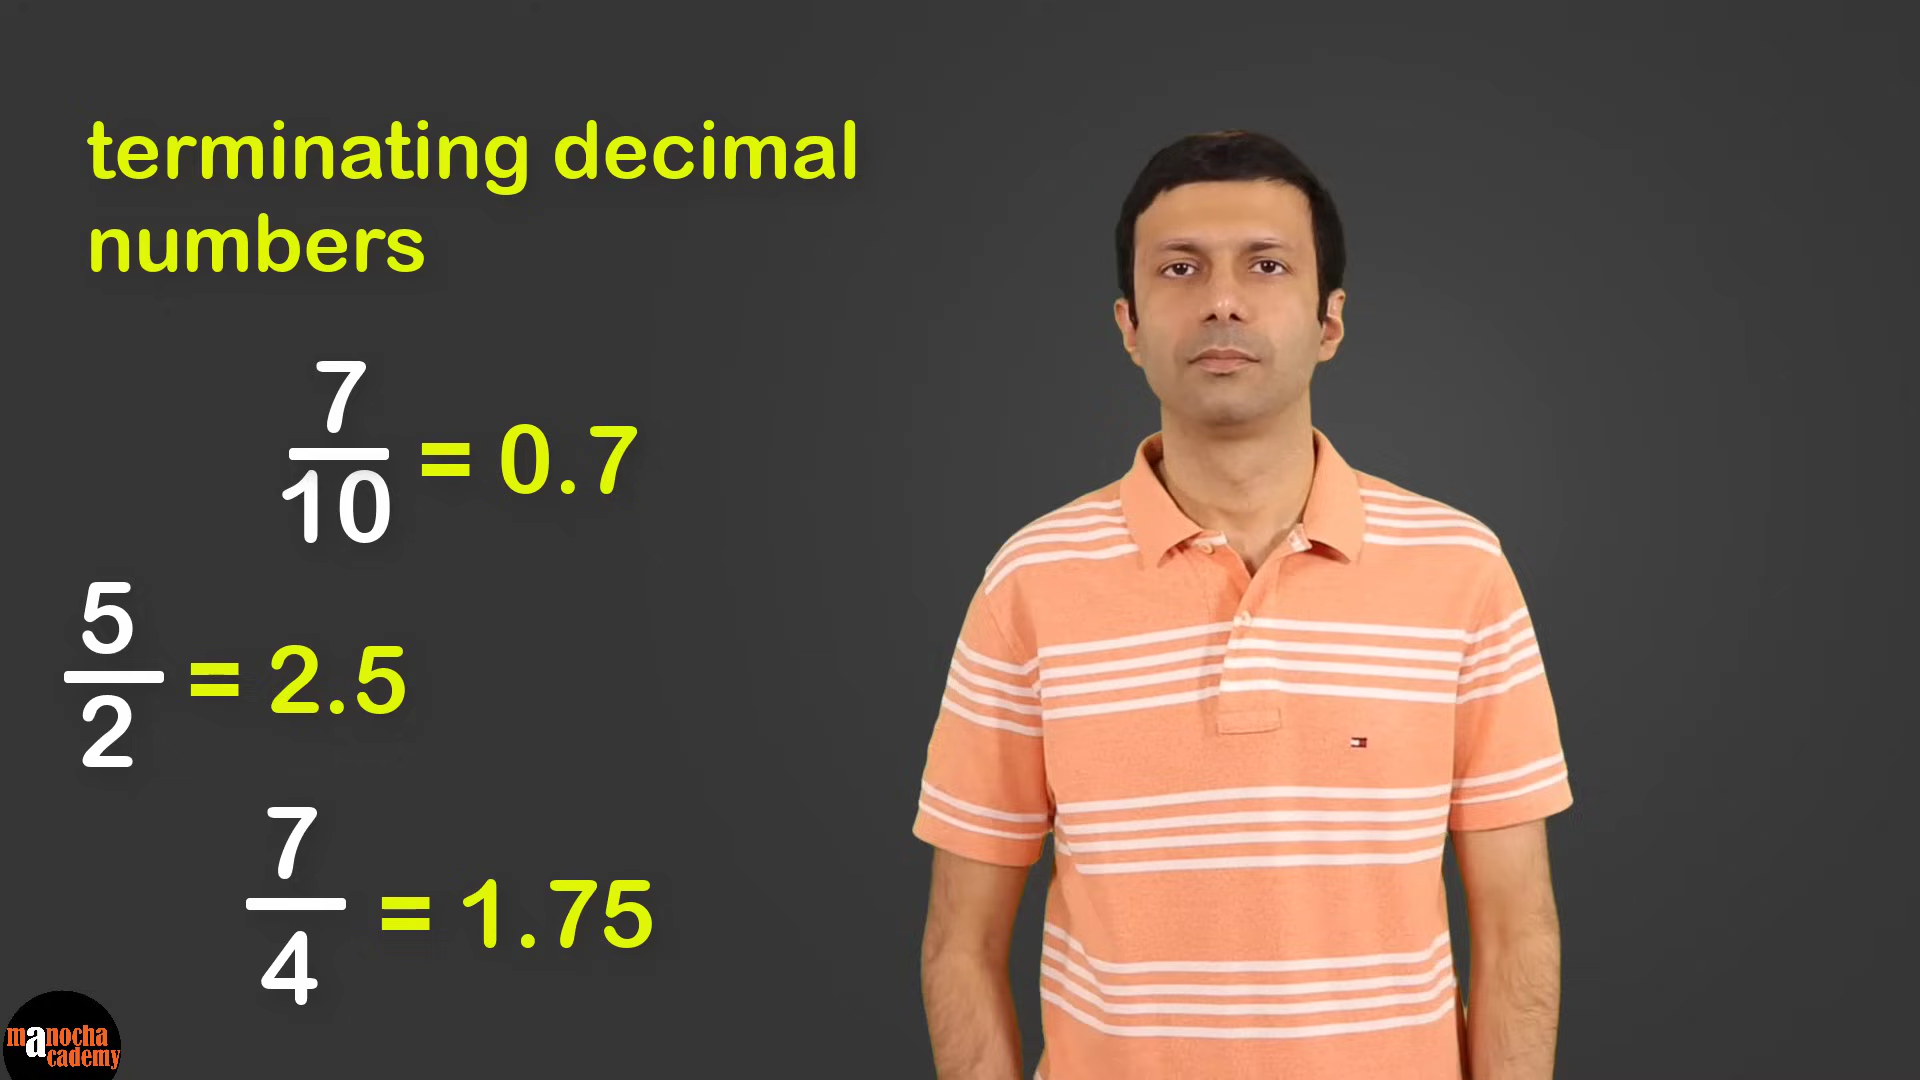 terminating decimal
numbers
7
10
= 0.7
5
2
= 2.5
7
4
= 1.75
manocha
academy